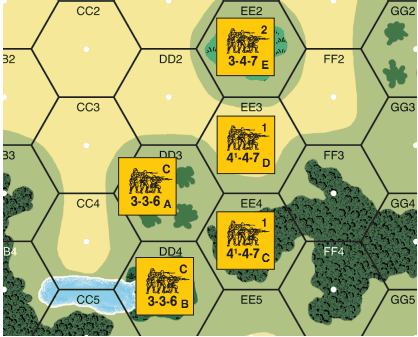 CC2
EE2
GG2
B2
DD2
FF2
2
3-4-7 E
CC3
EE3
GG3
1
4¹-4-7 D
B3
DD3
FF3
C
3-3-6 A
CC4
EE4
GG4
1
4¹-4-7 C
B4
DD4
FF4
C
3-3-6 B
CC5
EE5
GG5